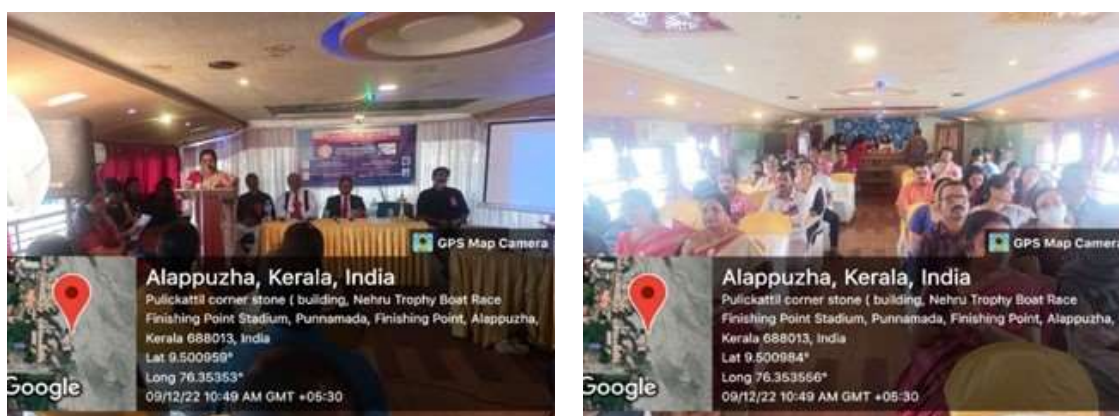 GPS Map Camera
Alappuzha, Kerala, India
Pulickattil corner stone ( building, Nehru Trophy Boat Race
Finishing Point Stadium, Punnamada, Finishing Point, Alappuzha,
Kerala 688013, India
Lat 9.500959°
Long 76.35353°
09/12/22 10:49 AM GMT +05:30
Google
GPS Map Camera
Alappuzha, Kerala, India
Pulickattil corner stone ( building, Nehru Trophy Boat Race
Finishing Point Stadium, Punnamada, Finishing Point, Alappuzha,
Kerala 688013, India
Lat 9.500984°
Long 76.353556°
09/12/22 10:49 AM GMT +05:30
Google